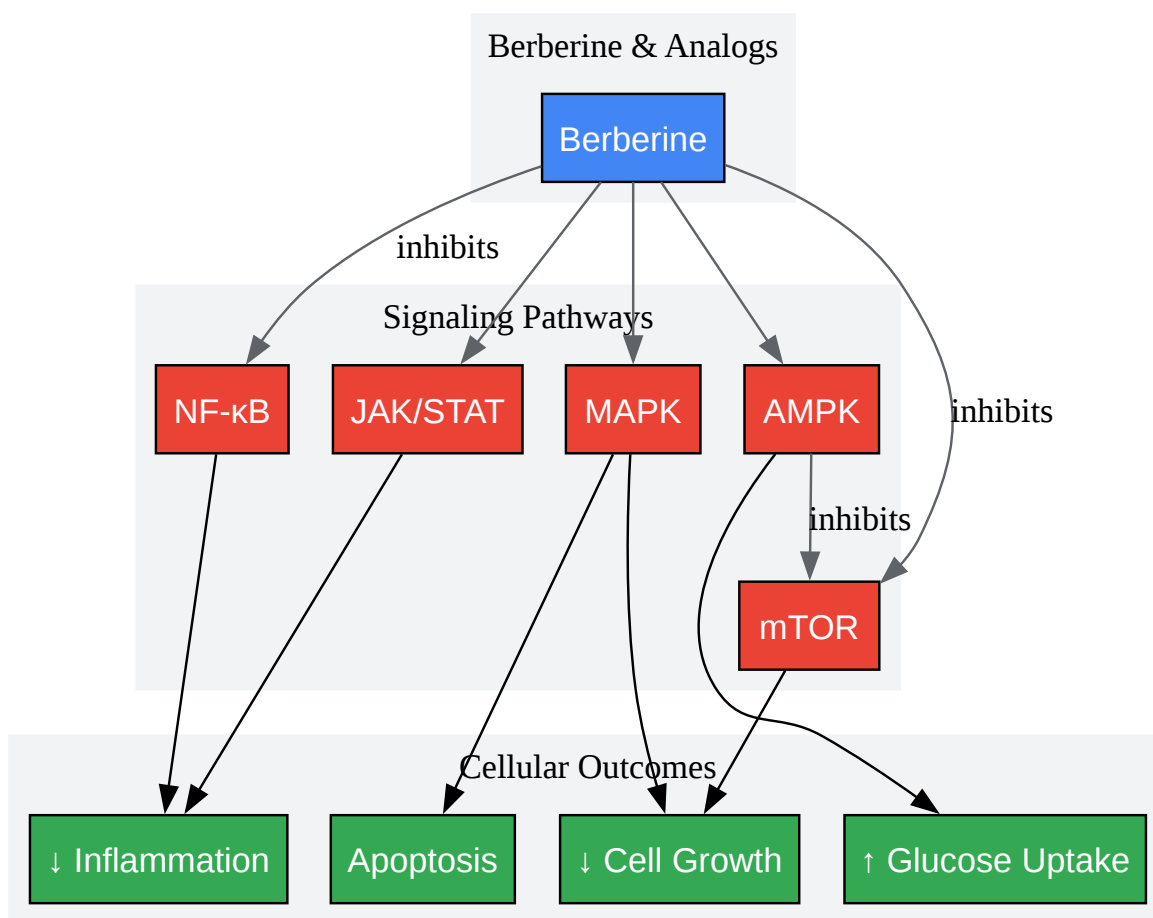 Berberine & Analogs
Berberine
inhibits
Signaling Pathways
NF-κB
JAK/STAT
MAPK
AMPK
inhibits
inhibits
mTOR
Cellular Outcomes
↓ Inflammation
Apoptosis
↓ Cell Growth
↑ Glucose Uptake